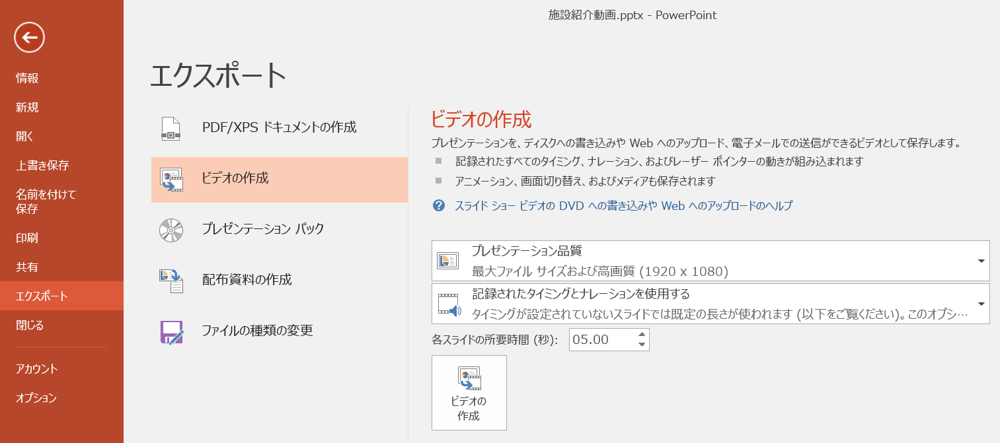 施設紹介動画.pptx - PowerPoint
情報
新規
開く
上書き保存
名前を付けて
保存
印刷
共有
エクスポート
閉じる
アカウント
オプション
エクスポート
PDF/XPS ドキュメントの作成
ビデオの作成
プレゼンテーション パック
配布資料の作成
ファイルの種類の変更
ビデオの作成
プレゼンテーションを、ディスクへの書き込みや Web へのアップロード、電子メールでの送信ができるビデオとして保存します。
記録されたすべてのタイミング、ナレーション、およびレーザー ポインターの動きが組み込まれます
アニメーション、画面切り替え、およびメディアも保存されます
スライド ショー ビデオの DVD への書き込みや Web へのアップロードのヘルプ
プレゼンテーション品質
最大ファイル サイズおよび高画質 (1920 x 1080)
記録されたタイミングとナレーションを使用する
タイミングが設定されていないスライドでは既定の長さが使われます (以下をご覧ください)。このオプシ…
各スライドの所要時間 (秒): 05.00
ビデオの
作成